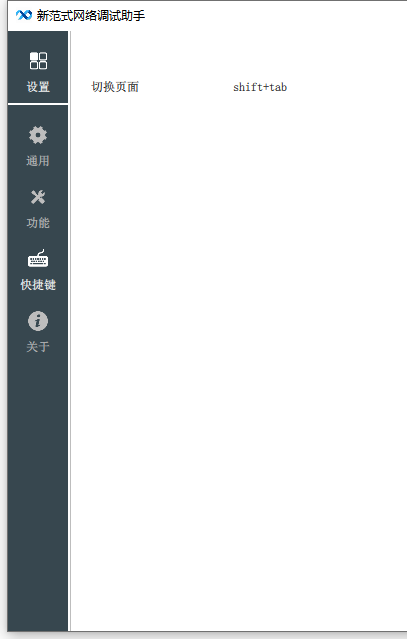 新范式网络调试助手
设置
切换页面 shift+tab
通用
功能
快捷键
关于